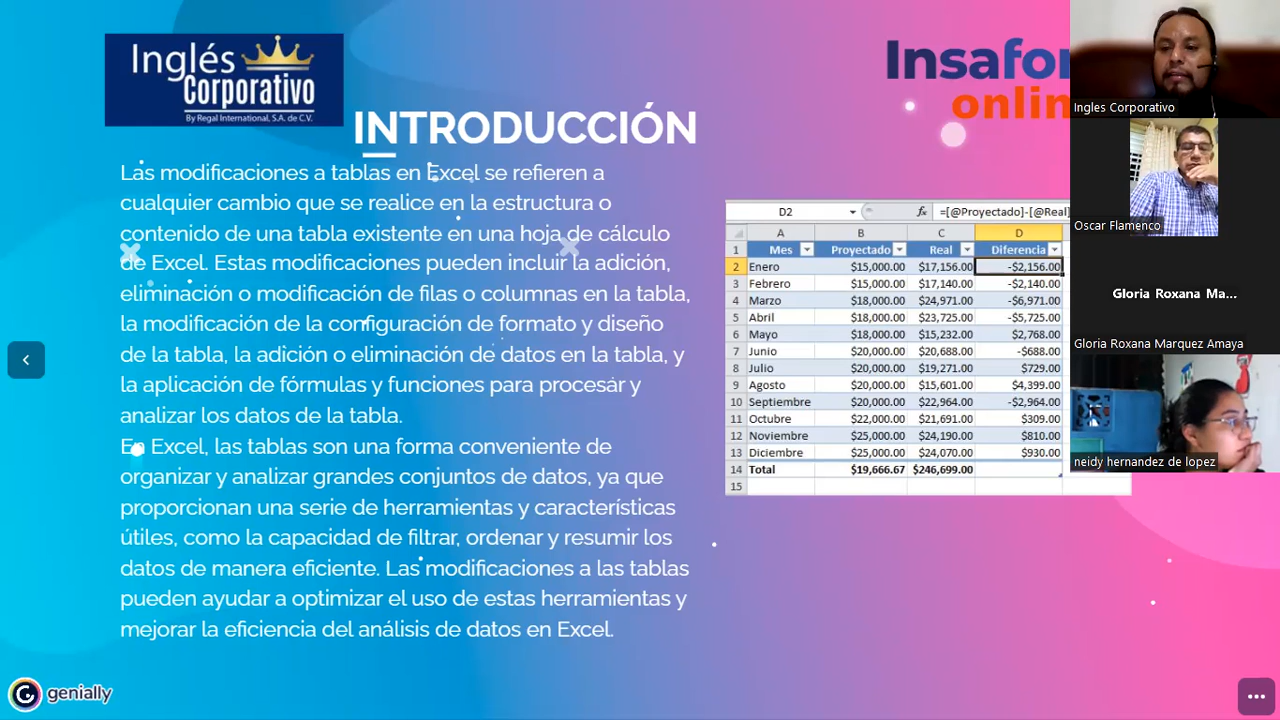 Inglés
Corporativo
By Regal International, S.A. de C.V.
Insafor
online
INTRODUCCIÓN
Las modificaciones a tablas en Excel se refieren a
cualquier cambio que se realice en la estructura o
contenido de una tabla existente en una hoja de cálculo
de Excel. Estas modificaciones pueden incluir la adición,
eliminación o modificación de filas o columnas en la tabla,
la modificación de la configuración de formato y diseño
de la tabla, la adición o eliminación de datos en la tabla, y
la aplicación de fórmulas y funciones para procesar y
analizar los datos de la tabla.
En Excel, las tablas son una forma conveniente de
organizar y analizar grandes conjuntos de datos, ya que
proporcionan una serie de herramientas y características
útiles, como la capacidad de filtrar, ordenar y resumir los
datos de manera eficiente. Las modificaciones a las tablas
pueden ayudar a optimizar el uso de estas herramientas y
mejorar la eficiencia del análisis de datos en Excel.
D2 fx =[@Proyectado]-[@Real]
A B C D
1 Mes Proyectado Real Diferencia
2 Enero $15,000.00 $17,156.00 -$2,156.00
3 Febrero $15,000.00 $17,140.00 -$2,140.00
4 Marzo $18,000.00 $24,971.00 -$6,971.00
5 Abril $18,000.00 $23,725.00 -$5,725.00
6 Mayo $18,000.00 $15,232.00 $2,768.00
7 Junio $20,000.00 $20,688.00 -$688.00
8 Julio $20,000.00 $19,271.00 $729.00
9 Agosto $20,000.00 $15,601.00 $4,399.00
10 Septiembre $20,000.00 $22,964.00 -$2,964.00
11 Octubre $22,000.00 $21,691.00 $309.00
12 Noviembre $25,000.00 $24,190.00 $810.00
13 Diciembre $25,000.00 $24,070.00 $930.00
14 Total $19,666.67 $246,699.00
15
Ingles Corporativo
Oscar Flamenco
Gloria Roxana Ma...
Gloria Roxana Marquez Amaya
neidy hernandez de lopez
genially